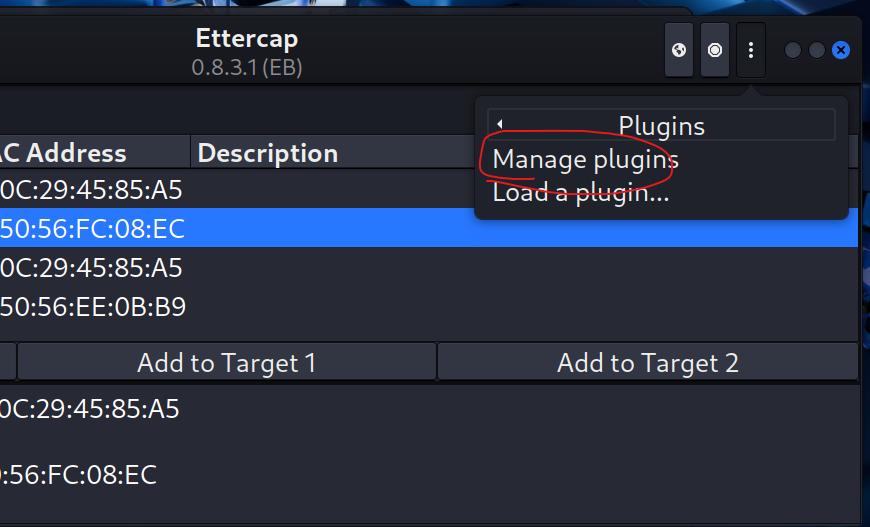 Ettercap
0.8.3.1 (EB)
Plugins
Manage plugins
Load a plugin...
AC Address
Description
0C:29:45:85:A5
50:56:FC:08:EC
0C:29:45:85:A5
50:56:EE:0B:B9
Add to Target 1
Add to Target 2
0C:29:45:85:A5
:56:FC:08:EC